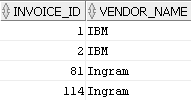 INVOICE_ID VENDOR_NAME
1 IBM
2 IBM
81 Ingram
114 Ingram